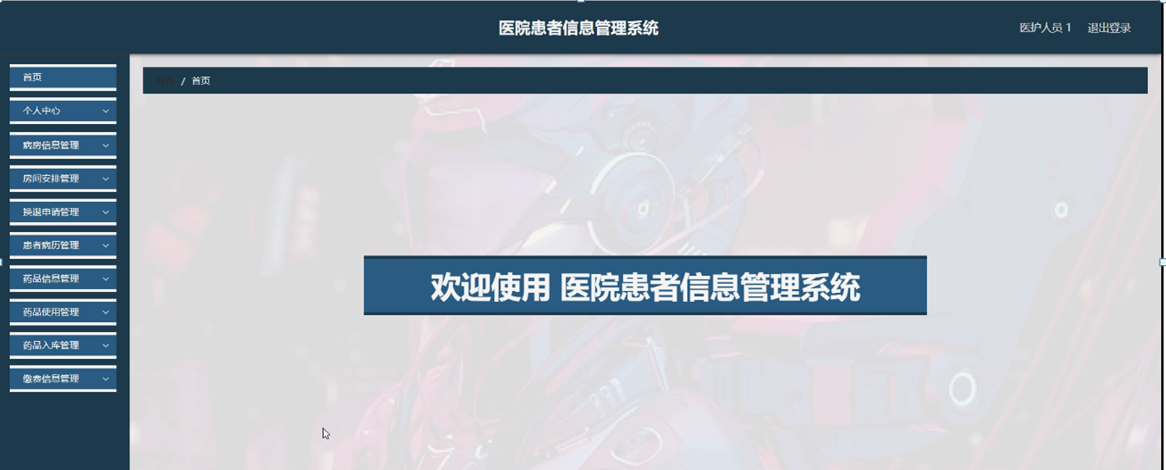 医院患者信息管理系统
医护人员 1 退出登录
首页
/ 首页
个人中心
病房信息管理
房间安排管理
换退申请管理
患者病历管理
药品信息管理
药品使用管理
药品入库管理
缴费信息管理
欢迎使用 医院患者信息管理系统